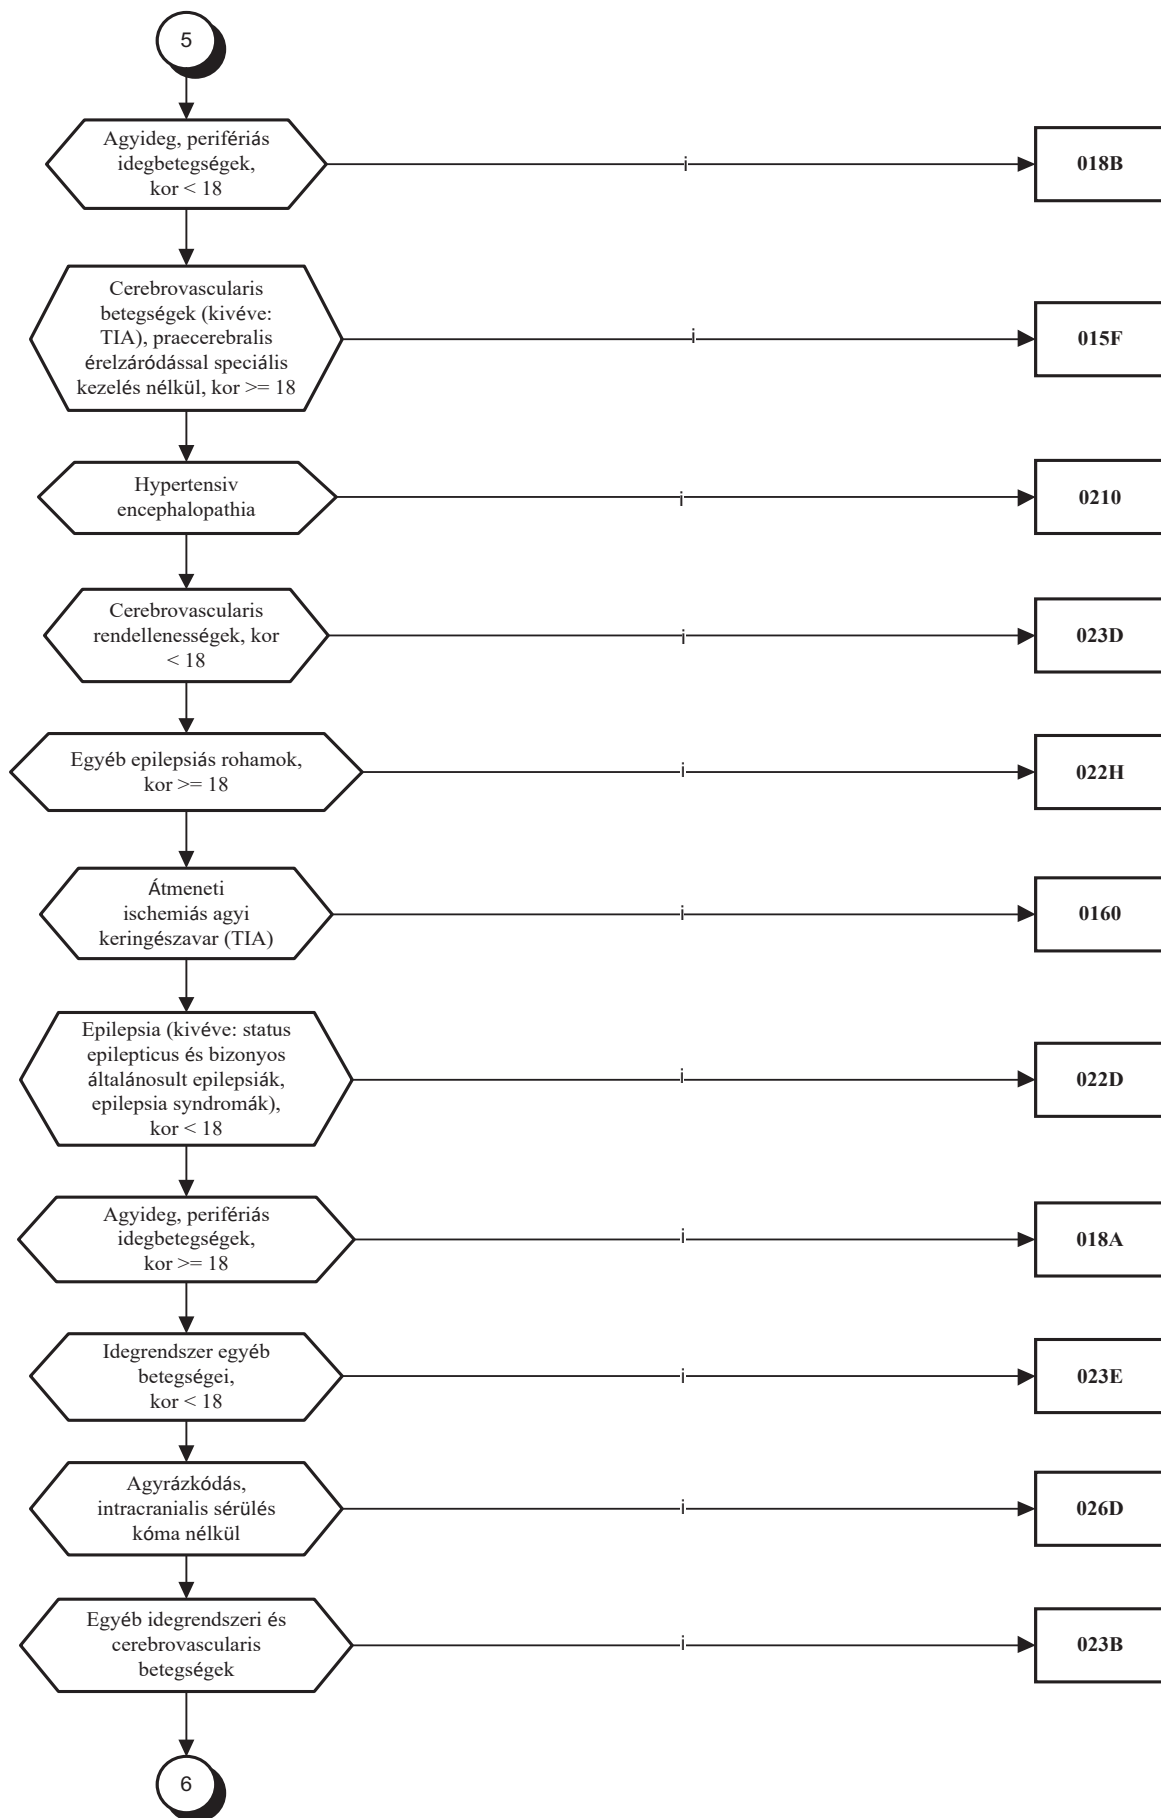 5
Agyideg, perifériás
idegbetegségek,
kor < 18
i
018B
Cerebrovascularis
betegségek (kivéve:
TIA), praecerebralis
érelzáródással speciális
kezelés nélkül, kor >= 18
i
015F
Hypertensiv
encephalopathia
i
0210
Cerebrovascularis
rendellenességek, kor
< 18
i
023D
Egyéb epilepsiás rohamok,
kor >= 18
i
022H
Átmeneti
ischemiás agyi
keringészavar (TIA)
i
0160
Epilepsia (kivéve: status
epilepticus és bizonyos
általánosult epilepsiák,
epilepsia syndromák),
kor < 18
i
022D
Agyideg, perifériás
idegbetegségek,
kor >= 18
i
018A
Idegrendszer egyéb
betegségei,
kor < 18
i
023E
Agyrázkódás,
intracranialis sérülés
kóma nélkül
i
026D
Egyéb idegrendszeri és
cerebrovascularis
betegségek
i
023B
6